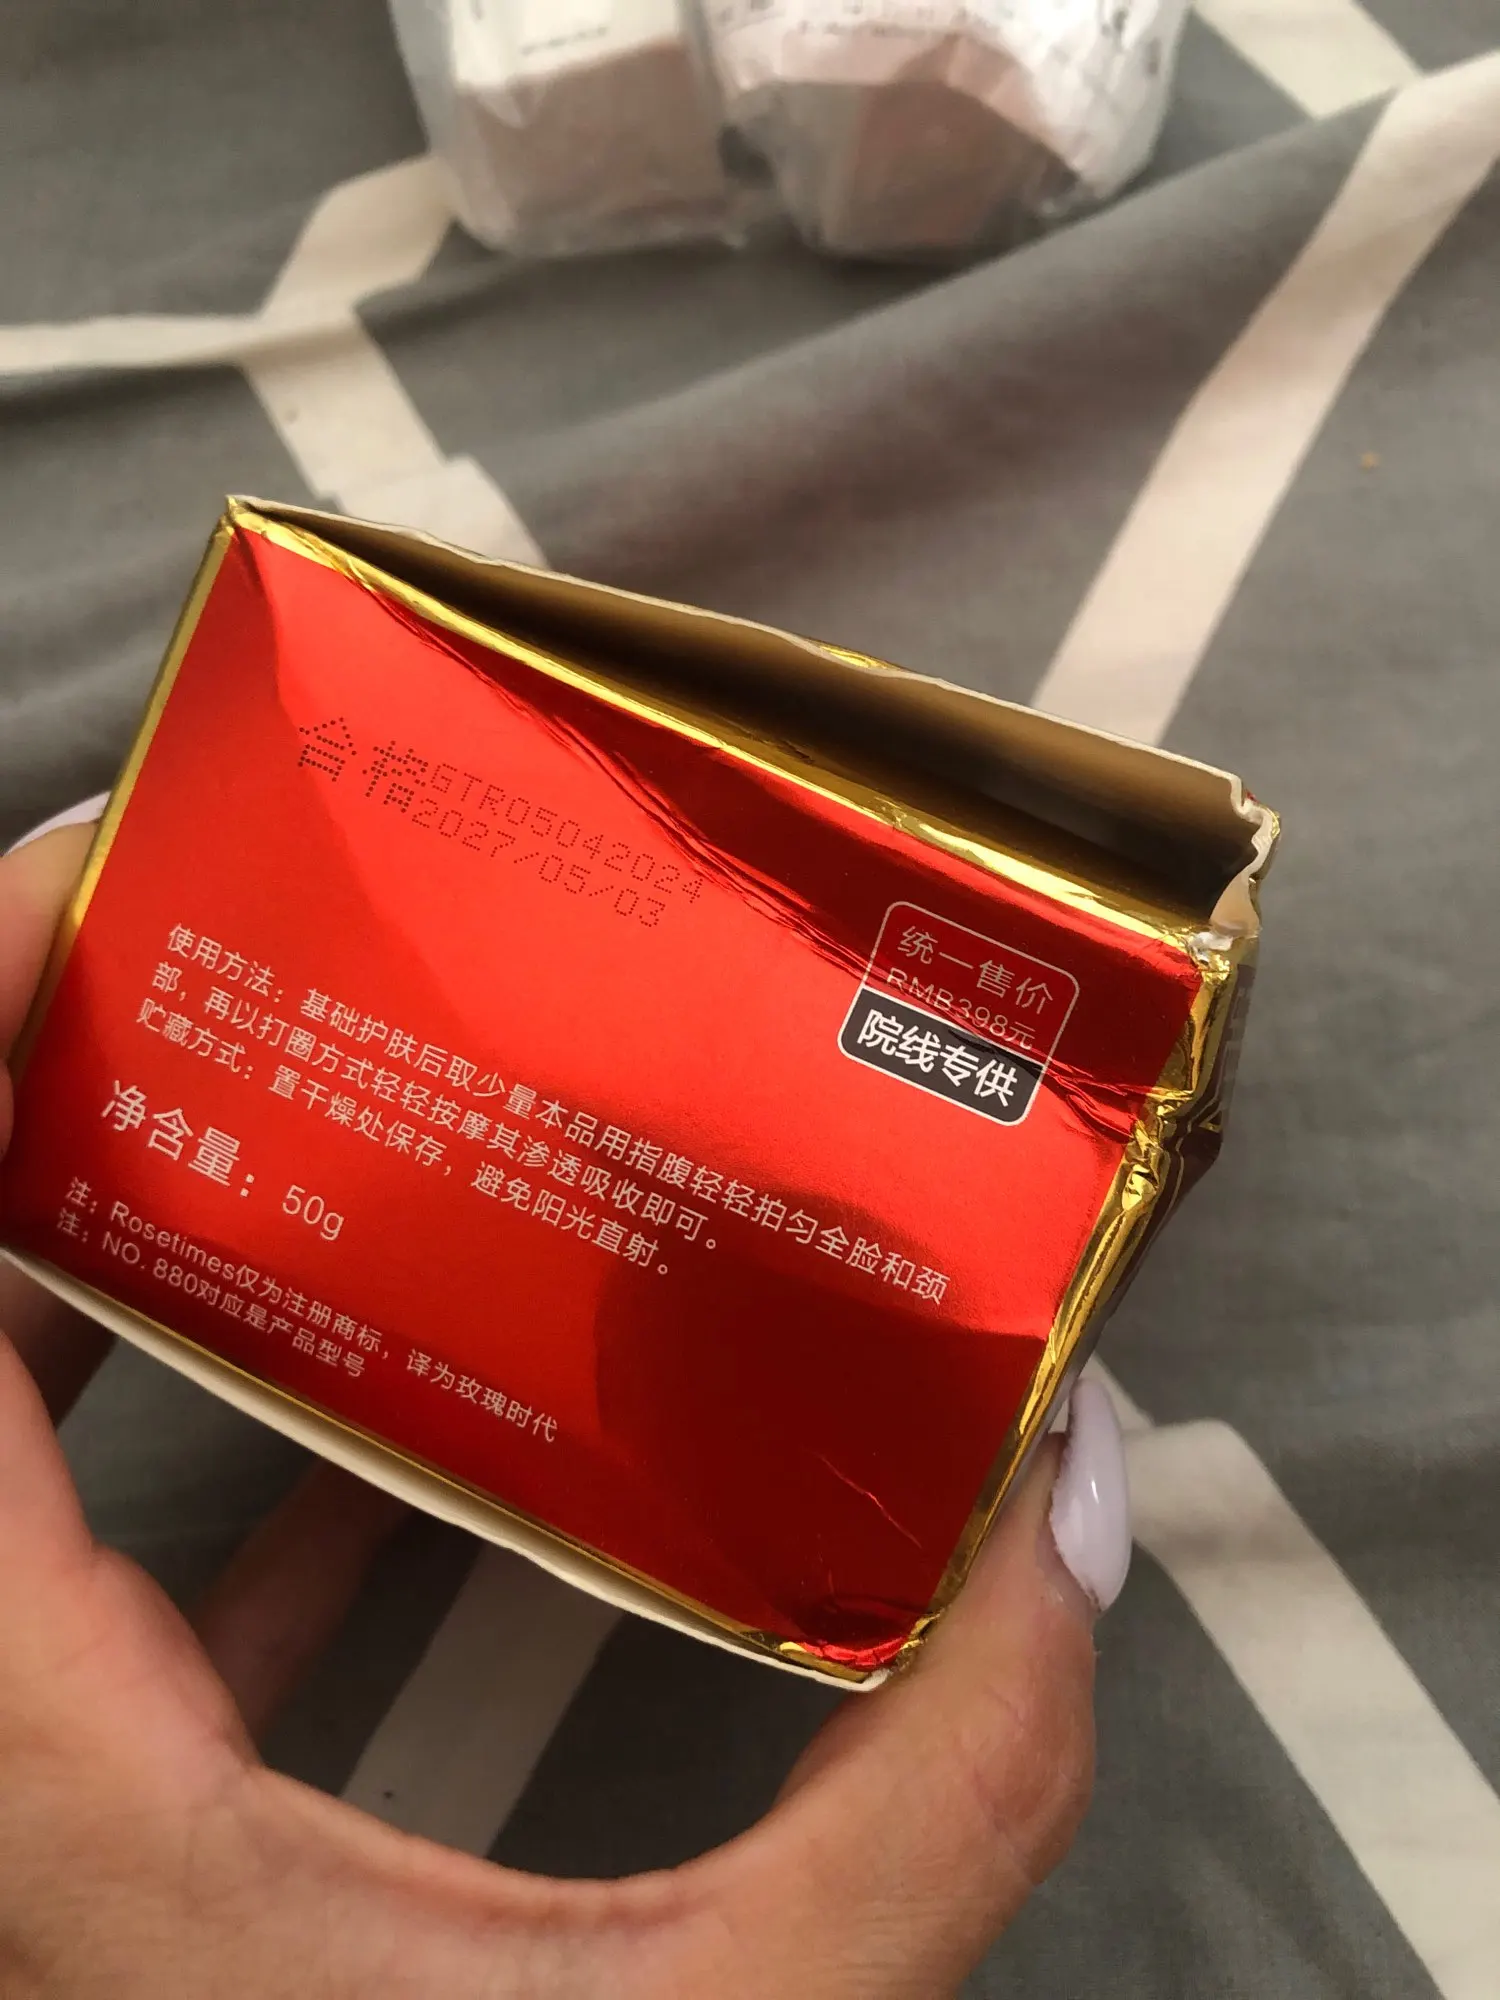 合格GTR05042024
2027/05/03
统一售价
RMB398元
院线专供
使用方法：基础护肤后取少量本品用指腹轻轻拍匀全脸和颈
部，再以打圈方式轻轻按摩其渗透吸收即可。
贮藏方式：置干燥处保存，避免阳光直射。
净含量：50g
注：Rosetimes仅为注册商标，译为玫瑰时代
注：NO.880对应是产品型号